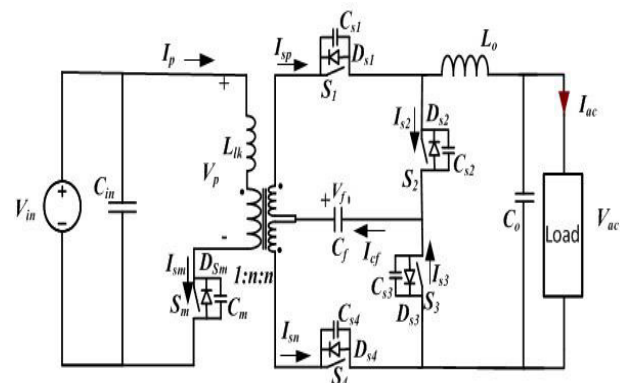 C_s1
I_p
I_sp
D_s1
L_o
+
S_1
I_ac
I_s2
D_s2
L_lk
C_s2
V_p
S_2
+
V_in
C_in
+ V_f
C_o
Load
V_ac
C_f
I_cf
-
I_sm
D_Sm
1:n:n
C_s3
I_s3
S_m
C_m
S_3
D_s3
C_s4
I_sn
D_s4